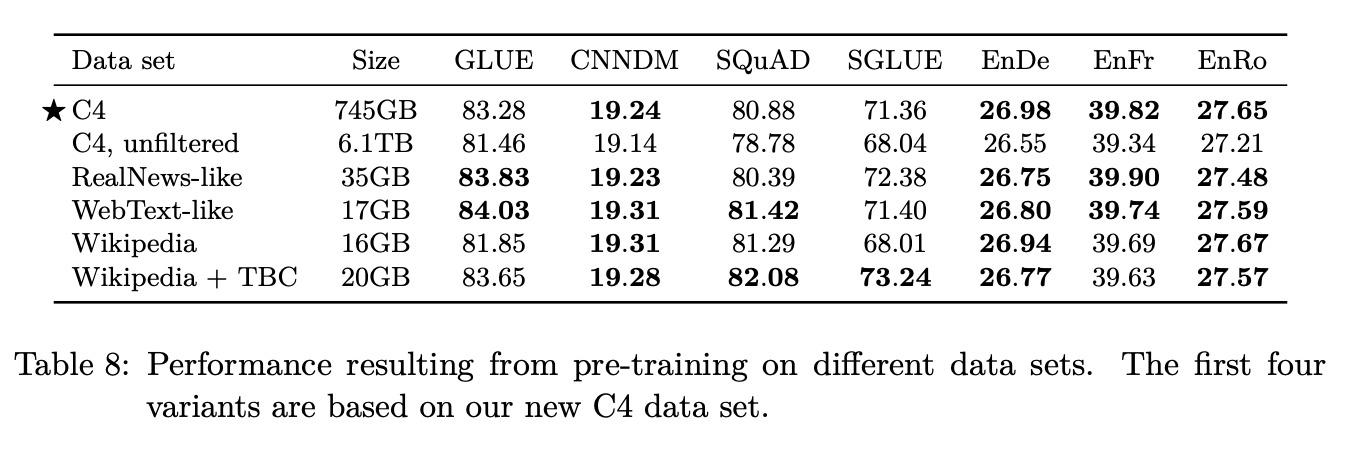 Data set Size GLUE CNNDM SQuAD SGLUE EnDe EnFr EnRo
★ C4 745GB 83.28 19.24 80.88 71.36 26.98 39.82 27.65
C4, unfiltered 6.1TB 81.46 19.14 78.78 68.04 26.55 39.34 27.21
RealNews-like 35GB 83.83 19.23 80.39 72.38 26.75 39.90 27.48
WebText-like 17GB 84.03 19.31 81.42 71.40 26.80 39.74 27.59
Wikipedia 16GB 81.85 19.31 81.29 68.01 26.94 39.69 27.67
Wikipedia + TBC 20GB 83.65 19.28 82.08 73.24 26.77 39.63 27.57
Table 8: Performance resulting from pre-training on different data sets. The first four
variants are based on our new C4 data set.